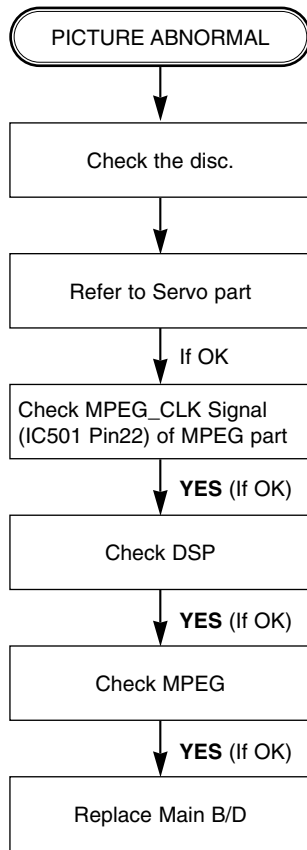 PICTURE ABNORMAL
Check the disc.
Refer to Servo part
If OK
Check MPEG_CLK Signal
(IC501 Pin22) of MPEG part
YES (If OK)
Check DSP
YES (If OK)
Check MPEG
YES (If OK)
Replace Main B/D